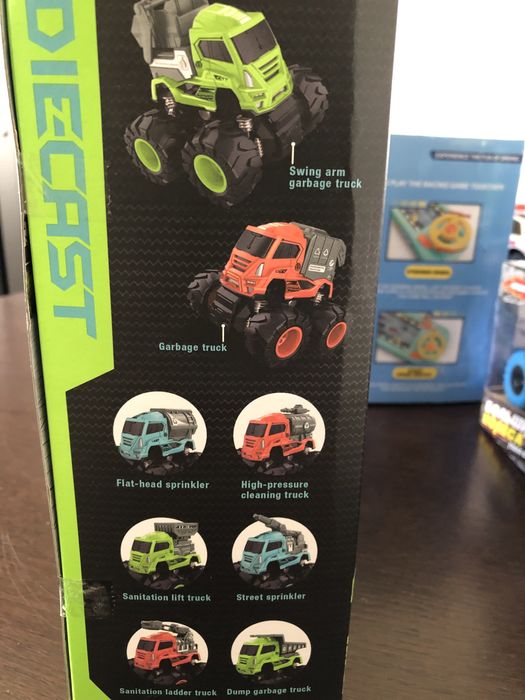 DIECAST
Swing arm
garbage truck
Garbage truck
Flat-head sprinkler
High-pressure
cleaning truck
Sanitation lift truck
Street sprinkler
Sanitation ladder truck
Dump garbage truck